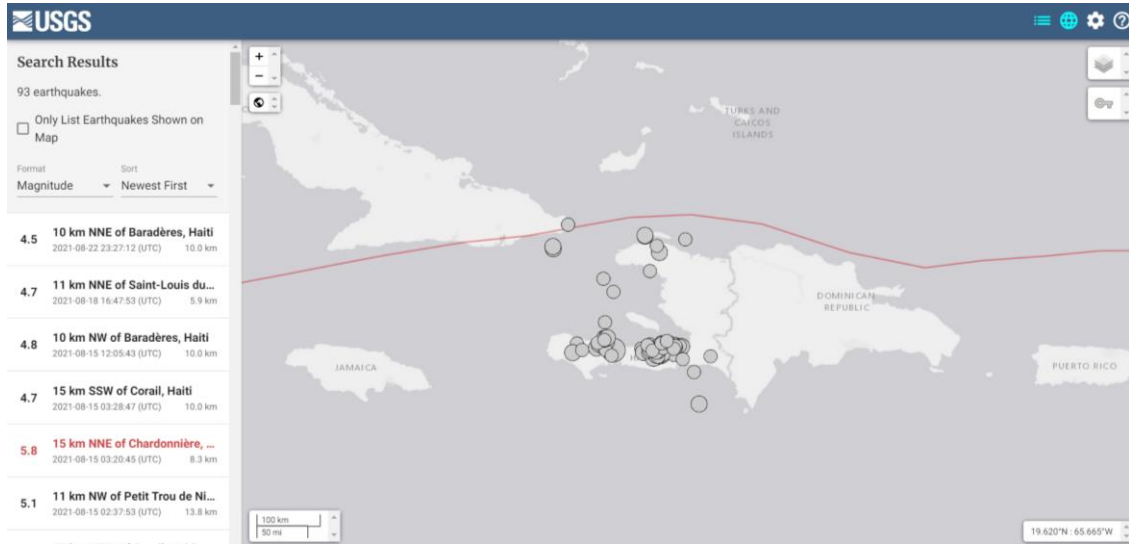 USGS
Search Results
93 earthquakes.
Only List Earthquakes Shown on
Map
Format
Sort
Magnitude
Newest First
4.5
10 km NNE of Baradères, Haiti
2021-08-22 23:27:12 (UTC) 10.0 km
4.7
11 km NNE of Saint-Louis du...
2021-08-18 16:47:53 (UTC) 5.9 km
4.8
10 km NW of Baradères, Haiti
2021-08-15 12:05:43 (UTC) 10.0 km
4.7
15 km SSW of Corail, Haiti
2021-08-15 03:28:47 (UTC) 10.0 km
5.8
15 km NNE of Chardonnière, ...
2021-08-15 03:20:45 (UTC) 8.3 km
5.1
11 km NW of Petit Trou de Ni...
2021-08-15 02:37:53 (UTC) 13.8 km
+
−
TURKS AND
CAICOS
ISLANDS
DOMINICAN
REPUBLIC
JAMAICA
PUERTO RICO
100 km
50 mi
19.620°N : 65.665°W